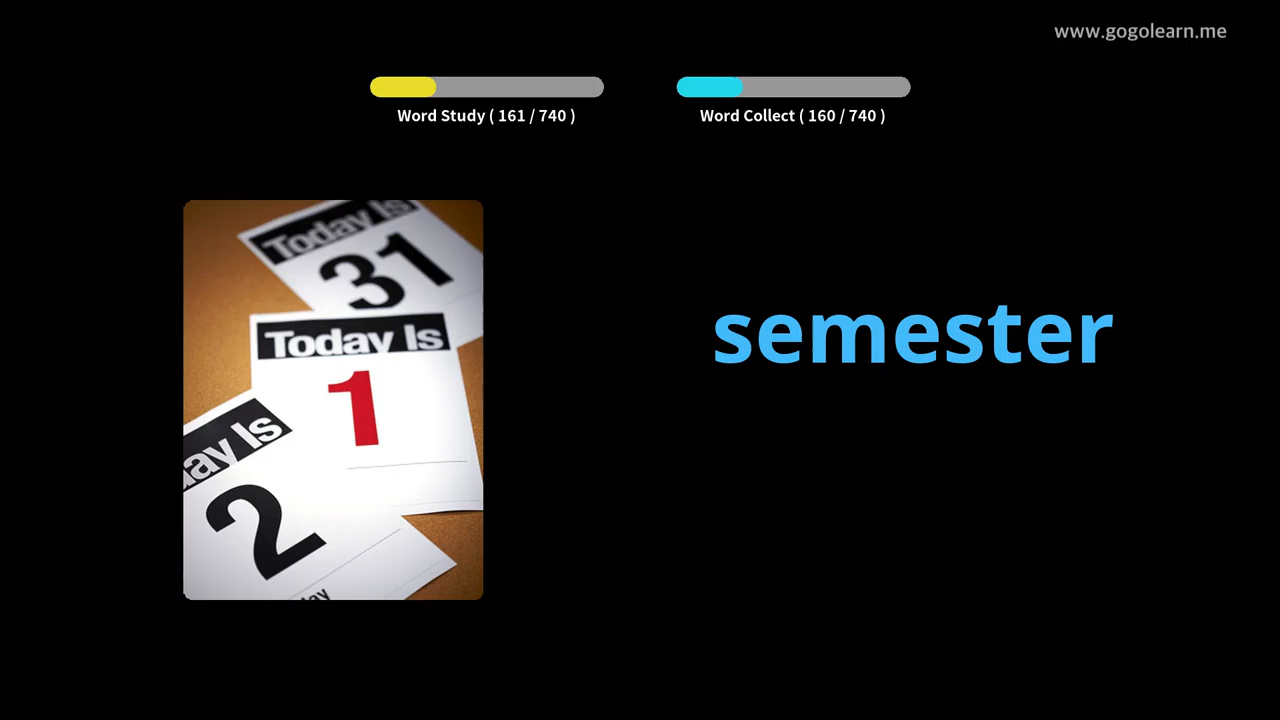 www.gogolearn.me
Word Study ( 161 / 740 )
Word Collect ( 160 / 740 )
Today Is
31
Today Is
1
ay Is
2
semester